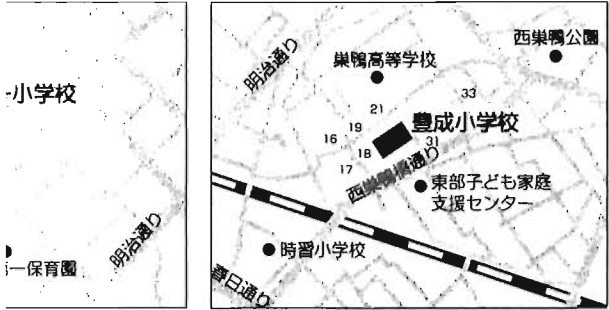 小学校
明治通り
一保育園
明治通り
巣鴨高等学校
西巣鴨公園
33
21
豊成小学校
19
16
31
18
17
西巣鴨橋通り
東部子ども家庭
支援センター
時習小学校
春日通り